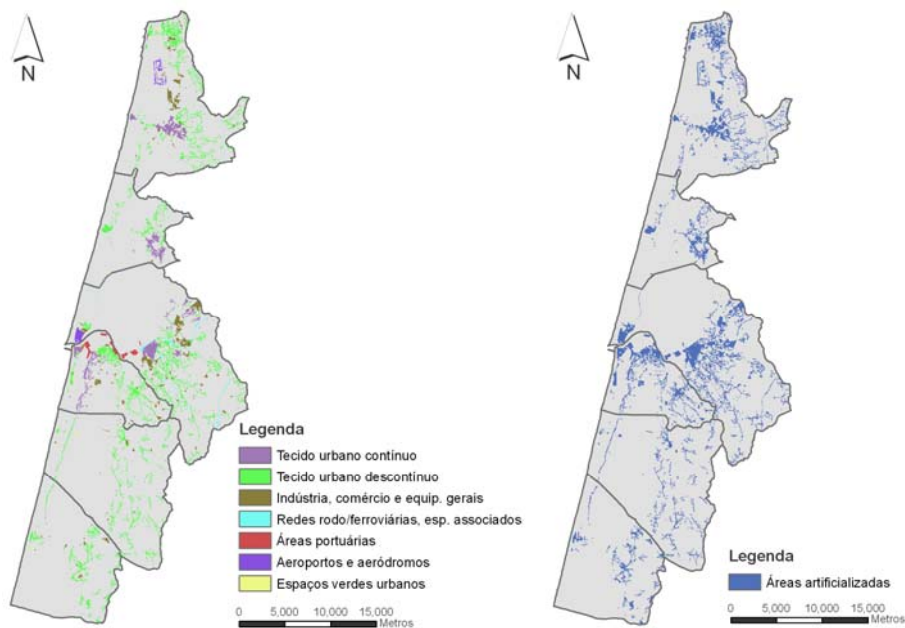 N
Legenda
Tecido urbano contínuo
Tecido urbano descontínuo
Indústria, comércio e equip. gerais
Redes rodo/ferroviárias, esp. associados
Áreas portuárias
Aeroportos e aeródromos
Espaços verdes urbanos
0 5,000 10,000 15,000
Metros
N
Legenda
Áreas artificializadas
0 5,000 10,000 15,000
Metros